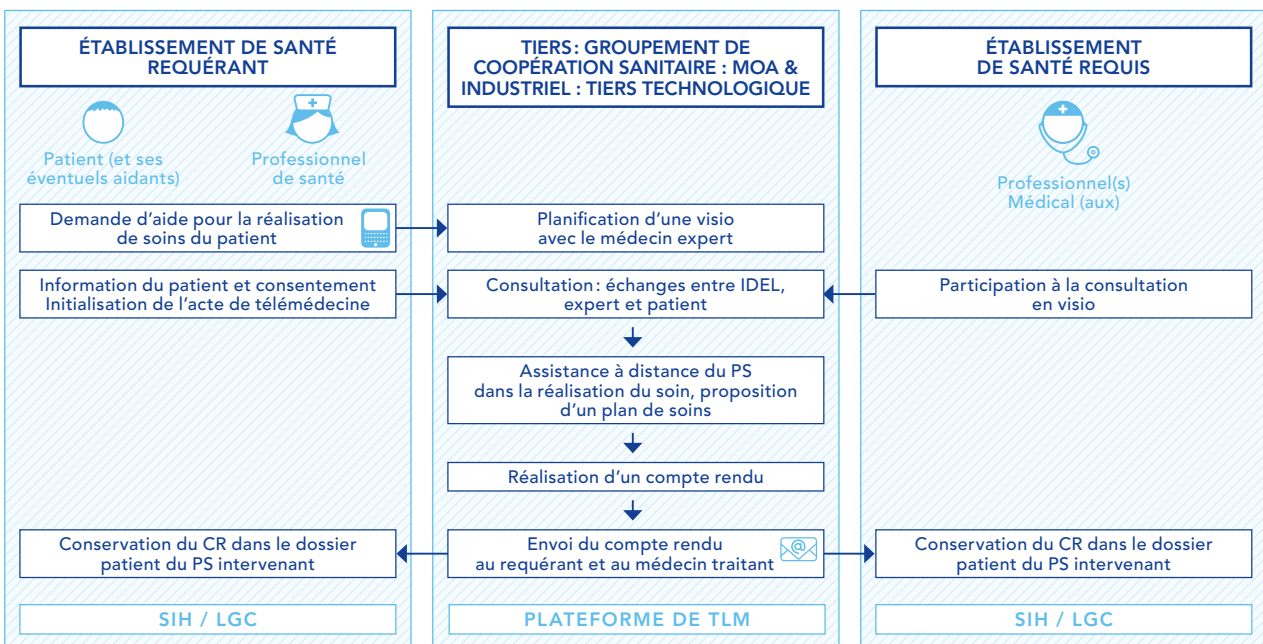 ÉTABLISSEMENT DE SANTÉ
REQUÉRANT
Patient (et ses
éventuels aidants)
Professionnel
de santé
Demande d'aide pour la réalisation
de soins du patient
Information du patient et consentement
Initialisation de l'acte de télémédecine
Conservation du CR dans le dossier
patient du PS intervenant
SIH / LGC
TIERS : GROUPEMENT DE
COOPÉRATION SANITAIRE : MOA &
INDUSTRIEL : TIERS TECHNOLOGIQUE
Planification d'une visio
avec le médecin expert
Consultation : échanges entre IDEL,
expert et patient
Assistance à distance du PS
dans la réalisation du soin, proposition
d'un plan de soins
Réalisation d'un compte rendu
Envoi du compte rendu
au requérant et au médecin traitant
@
PLATEFORME DE TLM
ÉTABLISSEMENT
DE SANTÉ REQUIS
Professionnel(s)
Médical (aux)
Participation à la consultation
en visio
Conservation du CR dans le dossier
patient du PS intervenant
SIH / LGC